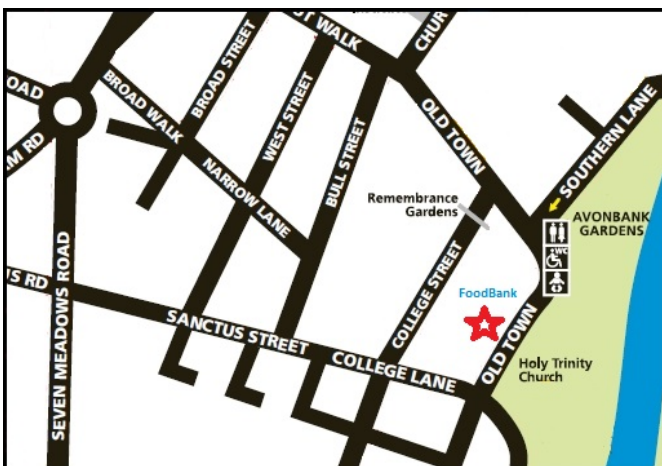 ST WALK
CHUR
BROAD STREET
OAD
BROAD WALK
WEST STREET
OLD TOWN
SOUTHERN LANE
M RD
NARROW LANE
BULL STREET
Remembrance
Gardens
AVONBANK
GARDENS
WC
COLLEGE STREET
FoodBank
NS RD
SEVEN MEADOWS ROAD
SANCTUS STREET
COLLEGE LANE
OLD TOWN
Holy Trinity
Church